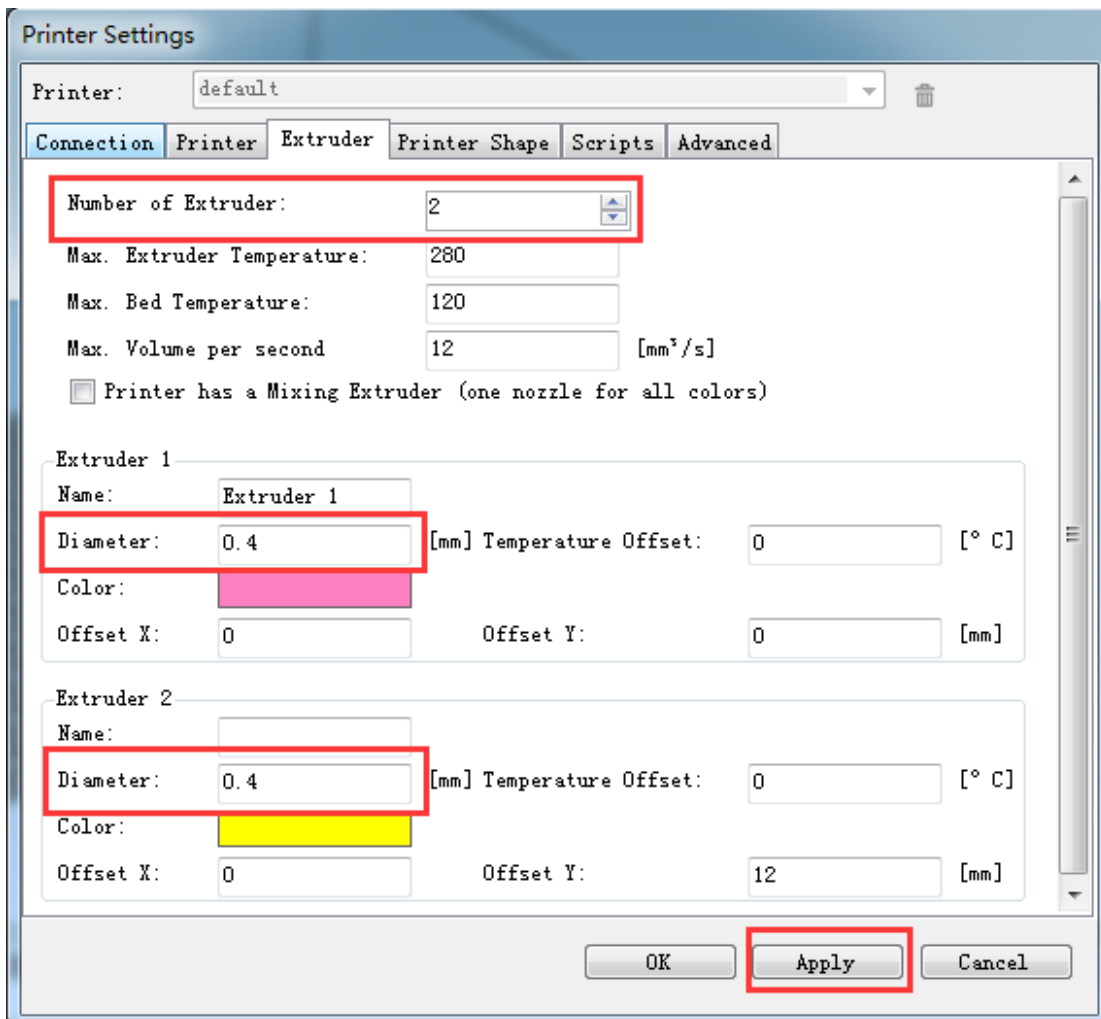 Printer Settings
Printer: default
Connection Printer Extruder Printer Shape Scripts Advanced
Number of Extruder: 2
Max. Extruder Temperature: 280
Max. Bed Temperature: 120
Max. Volume per second 12 [mm³/s]
Printer has a Mixing Extruder (one nozzle for all colors)
Extruder 1
Name: Extruder 1
Diameter: 0.4 [mm] Temperature Offset: 0 [° C]
Color:
Offset X: 0 Offset Y: 0 [mm]
Extruder 2
Name:
Diameter: 0.4 [mm] Temperature Offset: 0 [° C]
Color:
Offset X: 0 Offset Y: 12 [mm]
OK Apply Cancel